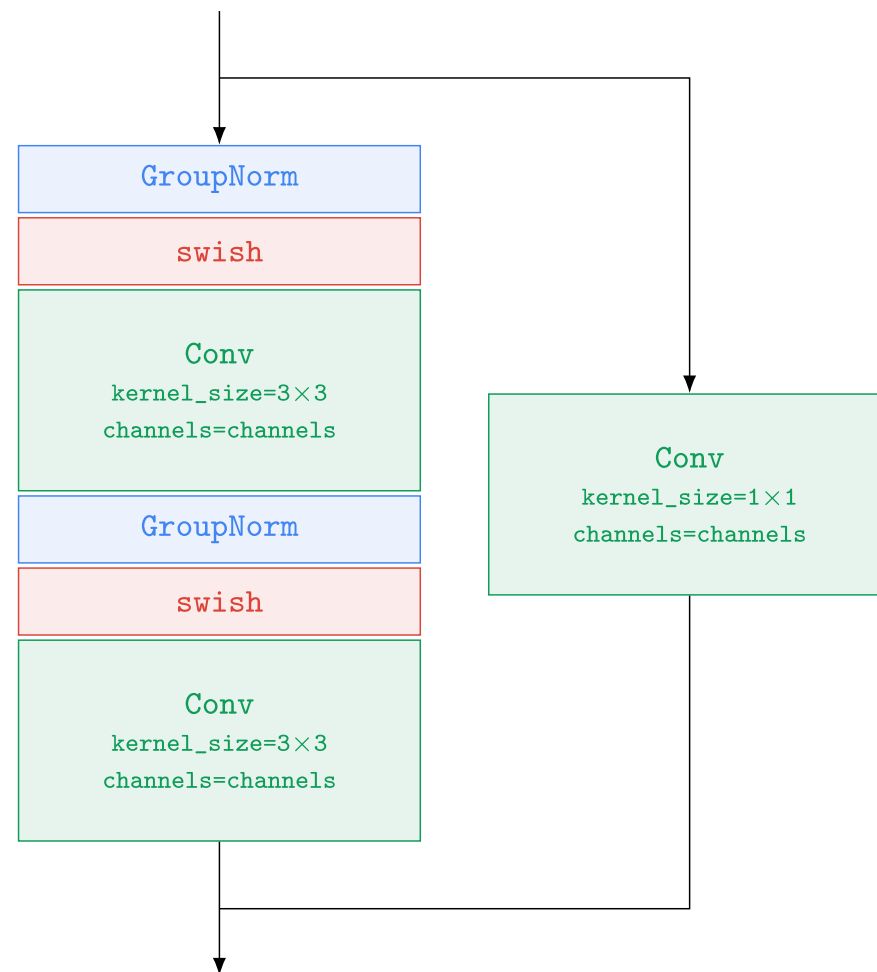 GroupNorm
swish
Conv
kernel_size=3×3
channels=channels
GroupNorm
swish
Conv
kernel_size=3×3
channels=channels
Conv
kernel_size=1×1
channels=channels